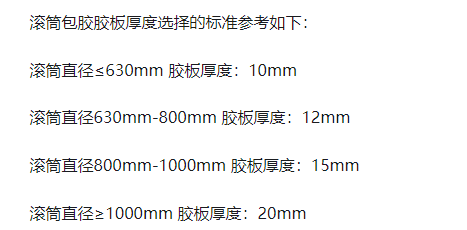 滚筒包胶胶板厚度选择的标准参考如下：
滚筒直径≤630mm 胶板厚度：10mm
滚筒直径630mm-800mm 胶板厚度：12mm
滚筒直径800mm-1000mm 胶板厚度：15mm
滚筒直径≥1000mm 胶板厚度：20mm